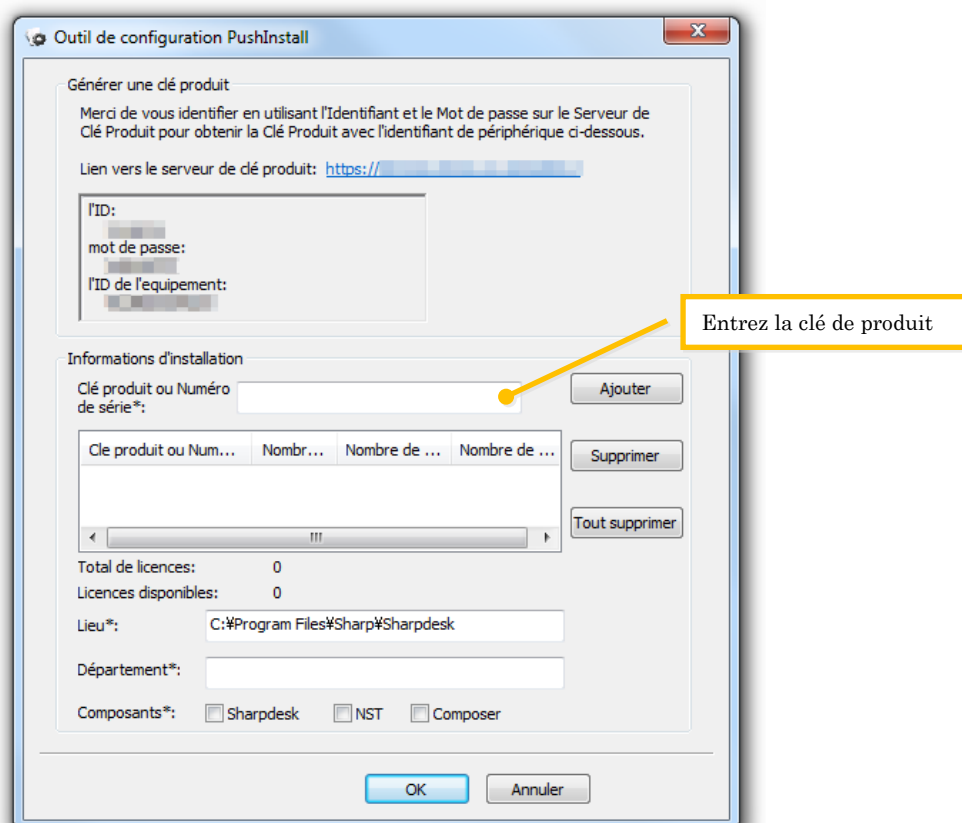 Outil de configuration PushInstall
Générer une clé produit
Merci de vous identifier en utilisant l'Identifiant et le Mot de passe sur le Serveur de
Clé Produit pour obtenir la Clé Produit avec l'identifiant de périphérique ci-dessous.
Lien vers le serveur de clé produit: https://
l'ID:
mot de passe:
l'ID de l'equipement:
Entrez la clé de produit
Informations d'installation
Clé produit ou Numéro
de série*:
Ajouter
Cle produit ou Num... Nombr... Nombre de ... Nombre de ...
Supprimer
Tout supprimer
Total de licences: 0
Licences disponibles: 0
Lieu*: C:¥Program Files¥Sharp¥Sharpdesk
Département*:
Composants*: Sharpdesk NST Composer
OK Annuler